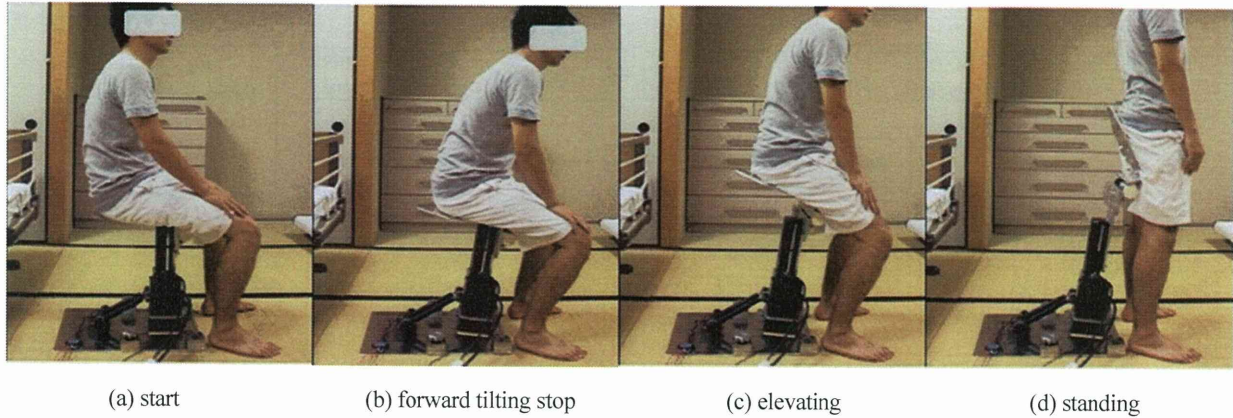 (a) start
(b) forward tilting stop
(c) elevating
(d) standing